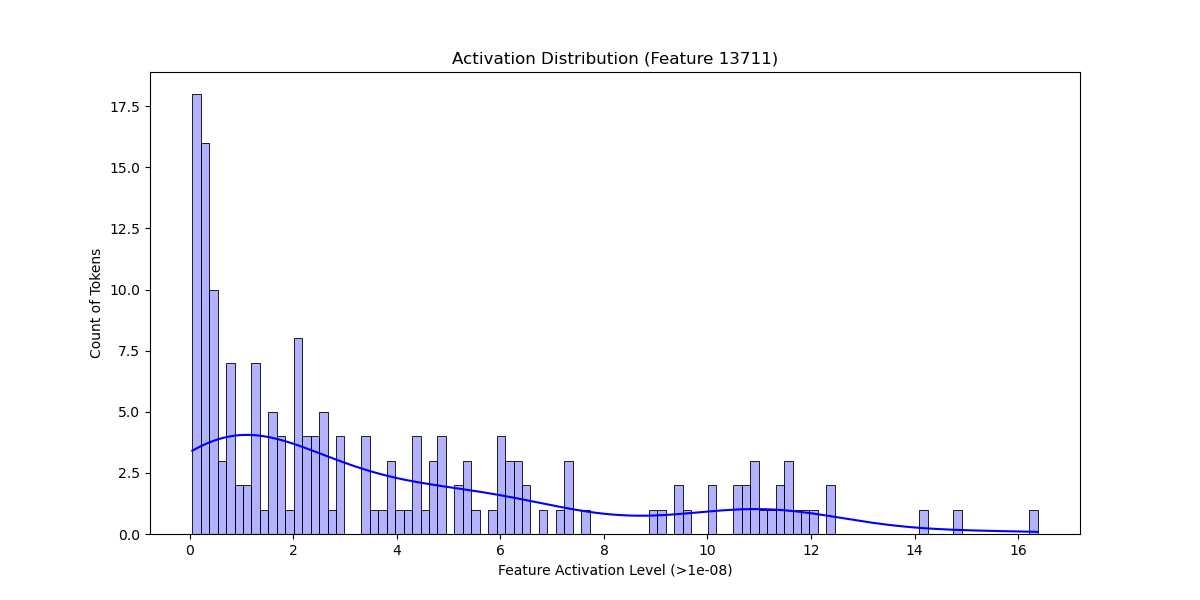 Activation Distribution (Feature 13711)
17.5
15.0
12.5
10.0
7.5
5.0
2.5
0.0
Count of Tokens
0 2 4 6 8 10 12 14 16
Feature Activation Level (>1e-08)